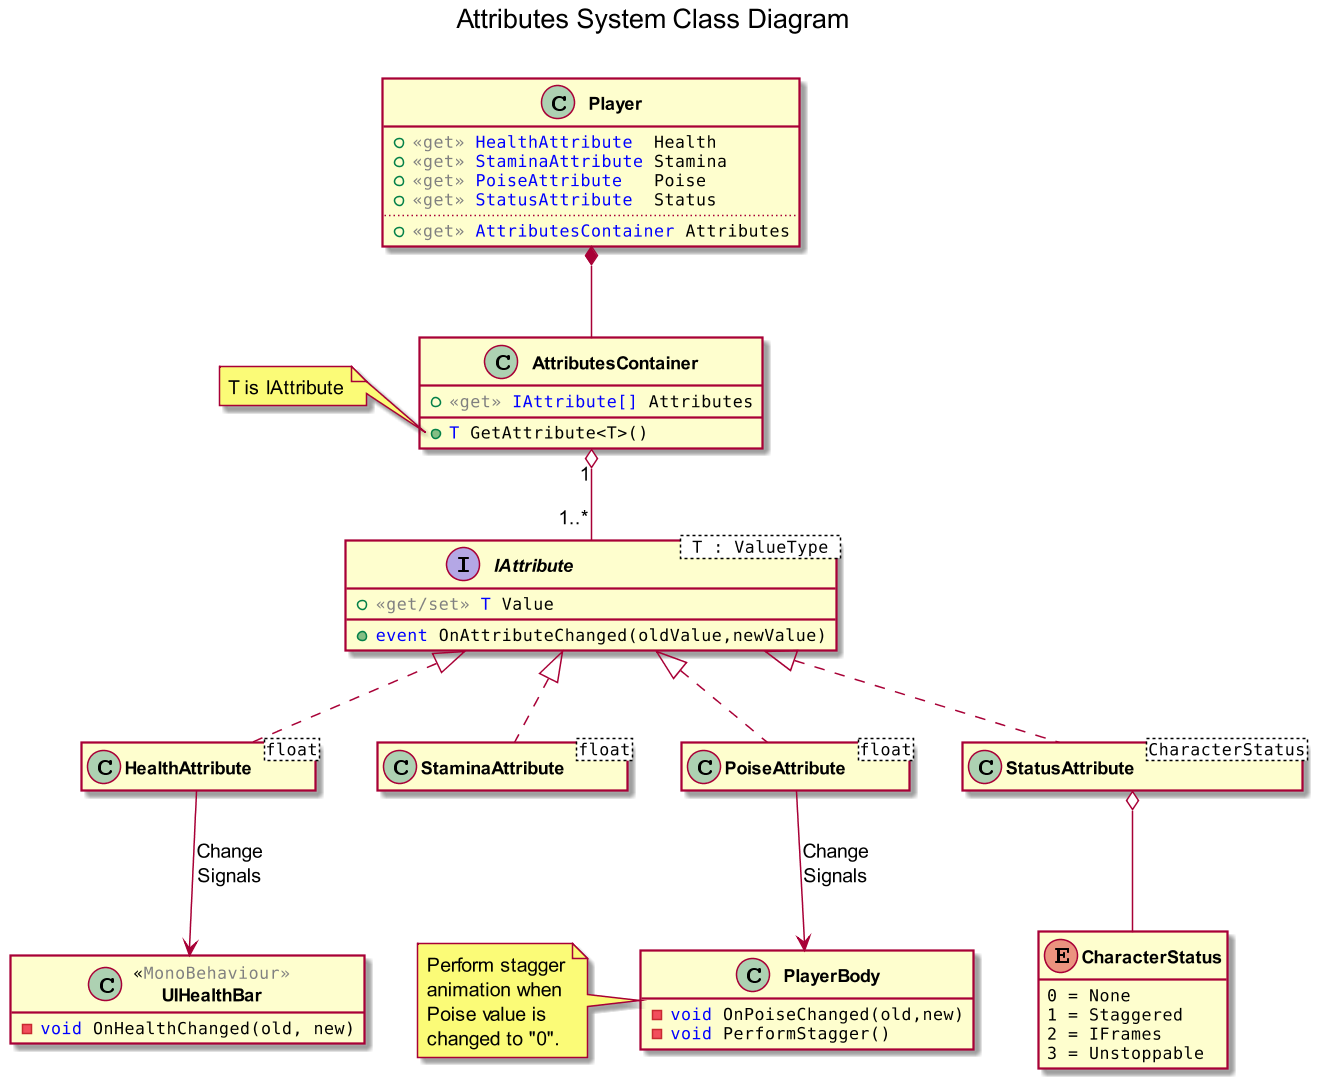 Attributes System Class Diagram
C Player
«get» HealthAttribute Health
«get» StaminaAttribute Stamina
«get» PoiseAttribute Poise
«get» StatusAttribute Status
«get» AttributesContainer Attributes
C AttributesContainer
«get» IAttribute[] Attributes
T GetAttribute<T>()
T is IAttribute
1
1..*
T : ValueType
I IAttribute
«get/set» T Value
event OnAttributeChanged(oldValue,newValue)
float
C HealthAttribute
float
C StaminaAttribute
float
C PoiseAttribute
CharacterStatus
C StatusAttribute
Change
Signals
Change
Signals
C «MonoBehaviour»
UIHealthBar
void OnHealthChanged(old, new)
Perform stagger
animation when
Poise value is
changed to "0".
C PlayerBody
void OnPoiseChanged(old,new)
void PerformStagger()
E CharacterStatus
0 = None
1 = Staggered
2 = IFrames
3 = Unstoppable